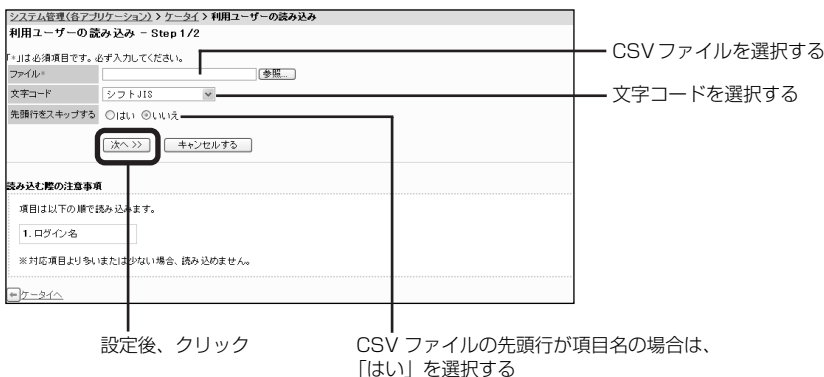 システム管理(各アプリケーション) > ケータイ > 利用ユーザーの読み込み
利用ユーザーの読み込み - Step 1/2
「*」は必須項目です。必ず入力してください。
ファイル* 参照...
CSVファイルを選択する
文字コード シフトJIS
文字コードを選択する
先頭行をスキップする はい いいえ
次へ >> キャンセルする
読み込む際の注意事項
項目は以下の順で読み込みます。
1. ログイン名
※対応項目より多いまたは少ない場合、読み込めません。
ケータイへ
設定後、クリック
CSV ファイルの先頭行が項目名の場合は、
「はい」を選択する